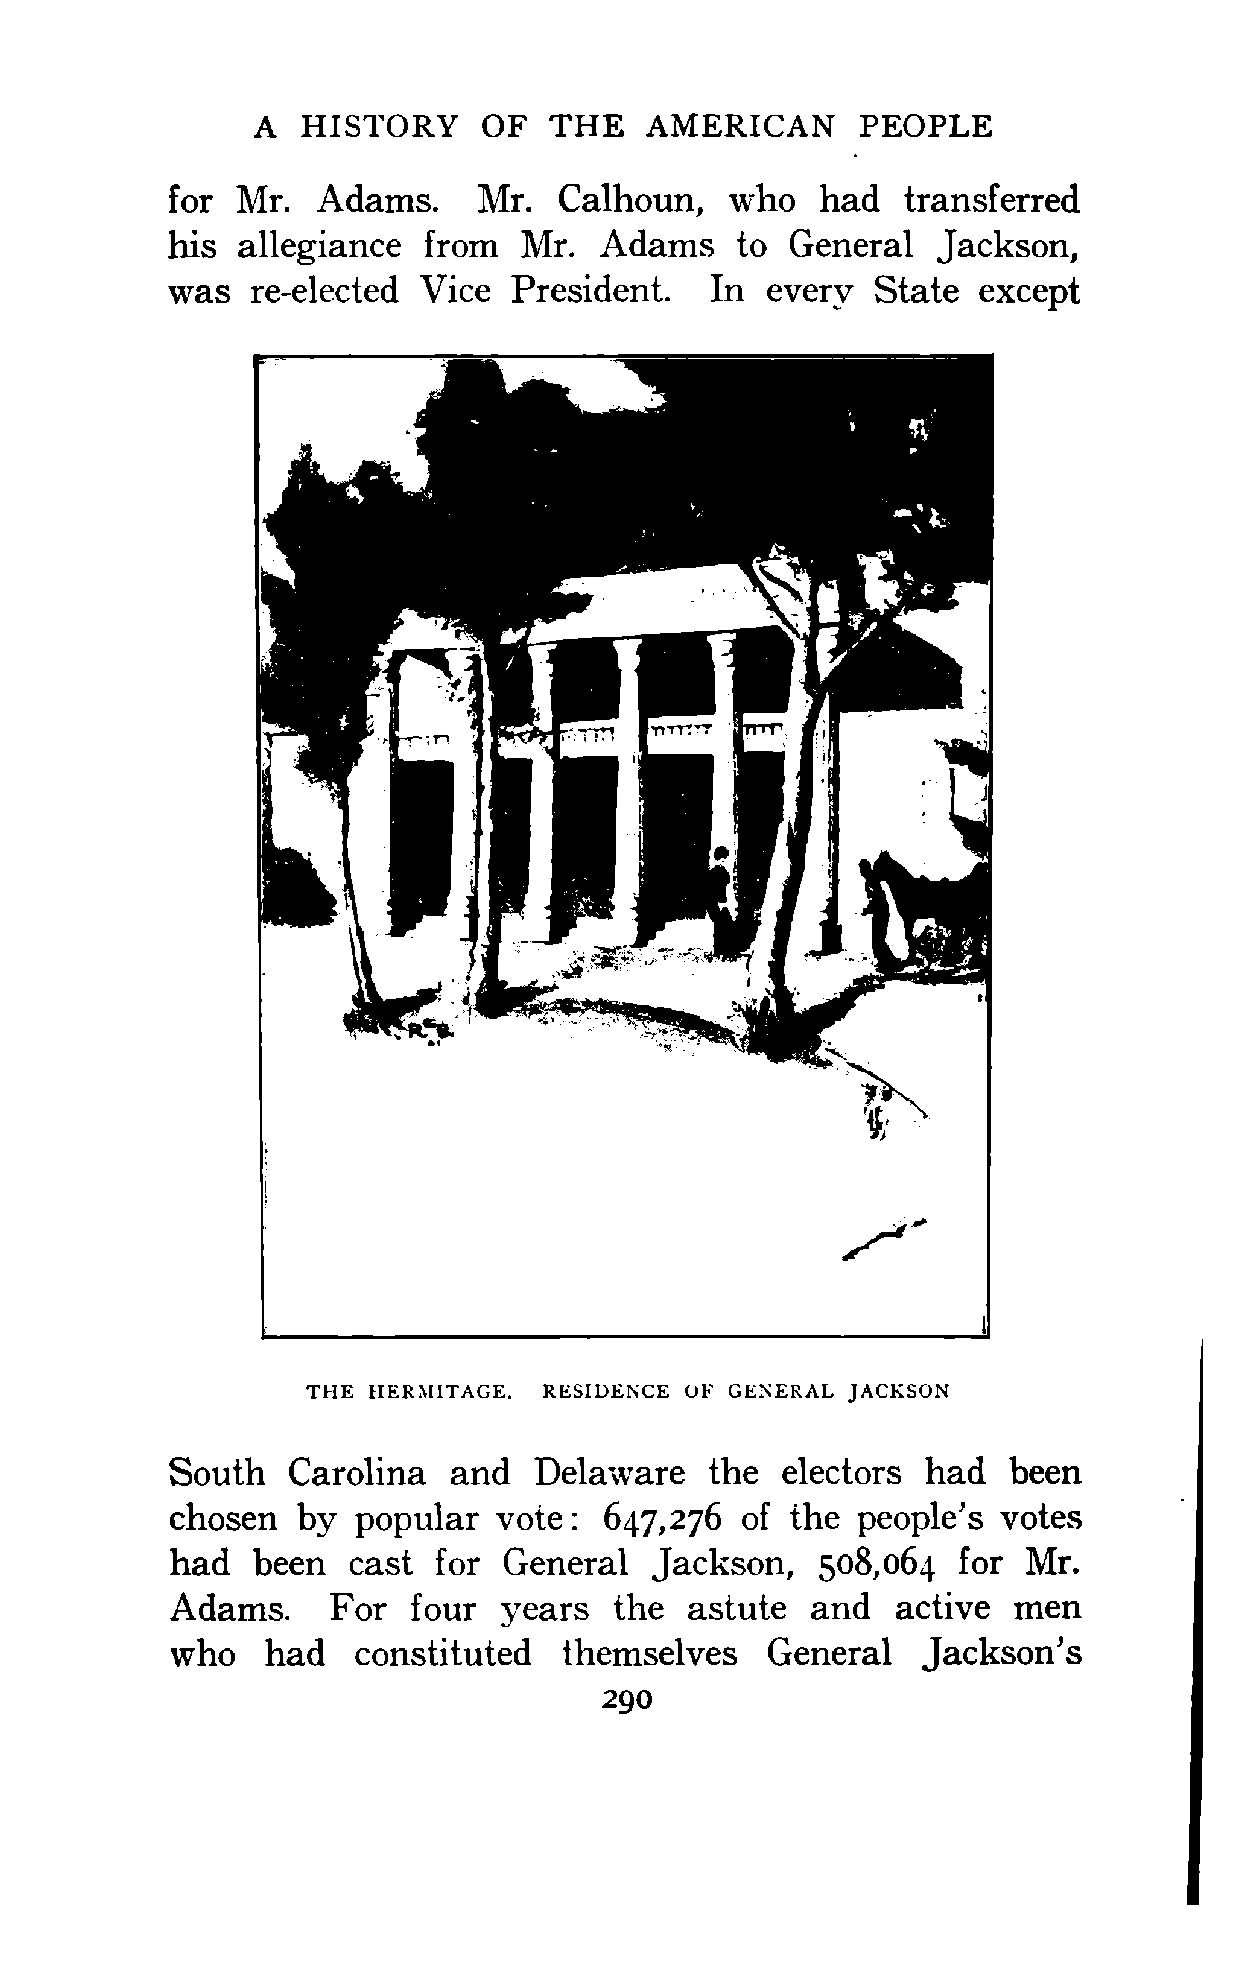 A HISTORY OF THE AMERICAN PEOPLE
for Mr. Adams. Mr. Calhoun, who had transferred
his allegiance from Mr. Adams to General Jackson,
was re-elected Vice President. In every State except
THE HERMITAGE. RESIDENCE OF GENERAL JACKSON
South Carolina and Delaware the electors had been
chosen by popular vote: 647,276 of the people's votes
had been cast for General Jackson, 508,064 for Mr.
Adams. For four years the astute and active men
who had constituted themselves General Jackson's
290